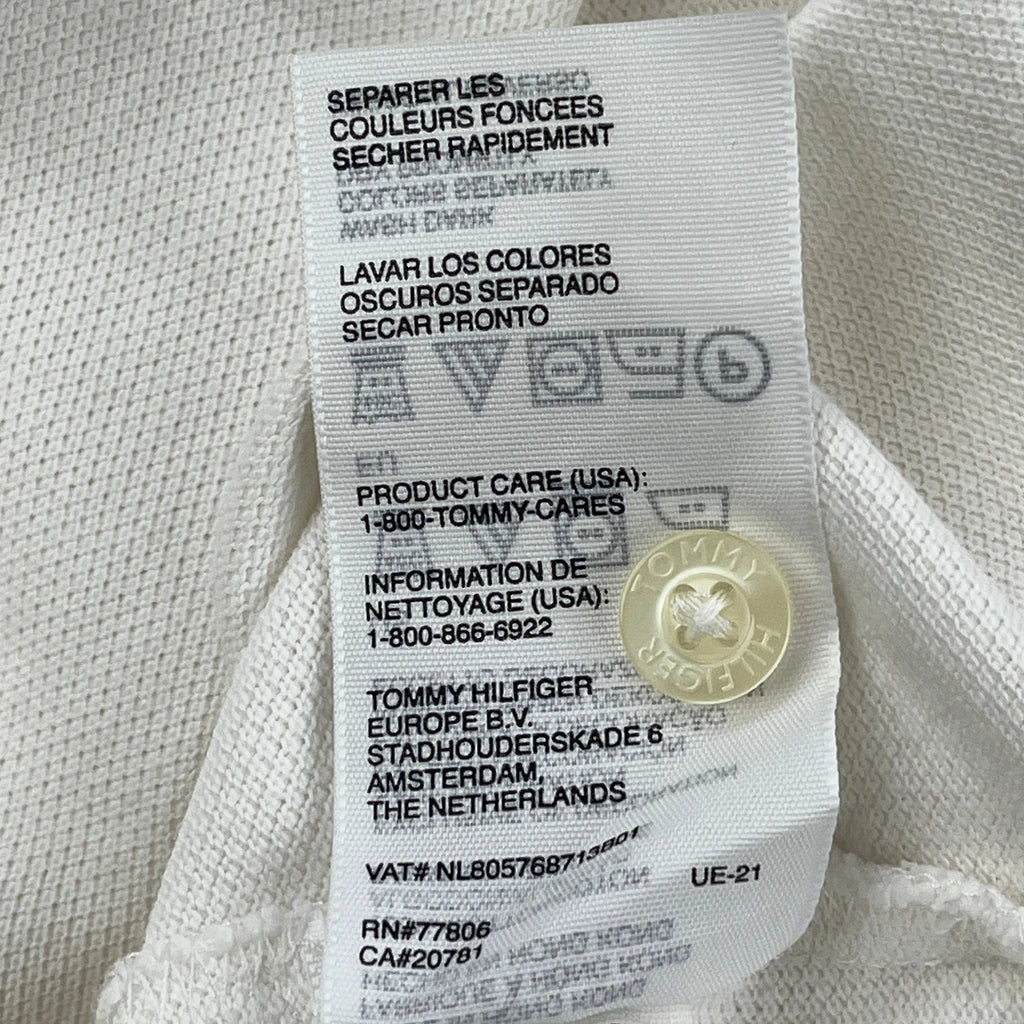 SEPARER LES
COULEURS FONCEES
SECHER RAPIDEMENT
LAVAR LOS COLORES
OSCUROS SEPARADO
SECAR PRONTO
PRODUCT CARE (USA):
1-800-TOMMY-CARES
INFORMATION DE
NETTOYAGE (USA):
1-800-866-6922
TOMMY HILFIGER
TOMMY HILFIGER
EUROPE B.V.
STADHOUDERSKADE 6
AMSTERDAM,
THE NETHERLANDS
VAT# NL805768713B01
UE-21
RN#77806
CA#20781